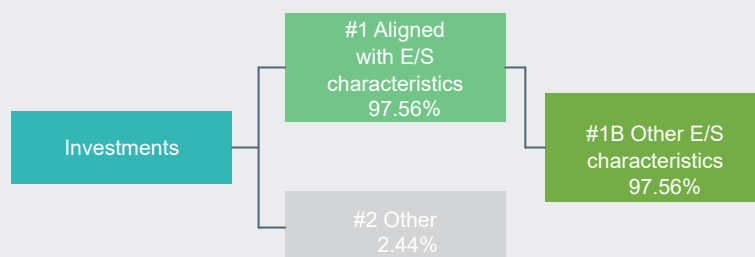 #1 Aligned
with E/S
characteristics
97.56%
Investments
#1B Other E/S
characteristics
97.56%
#2 Other
2.44%